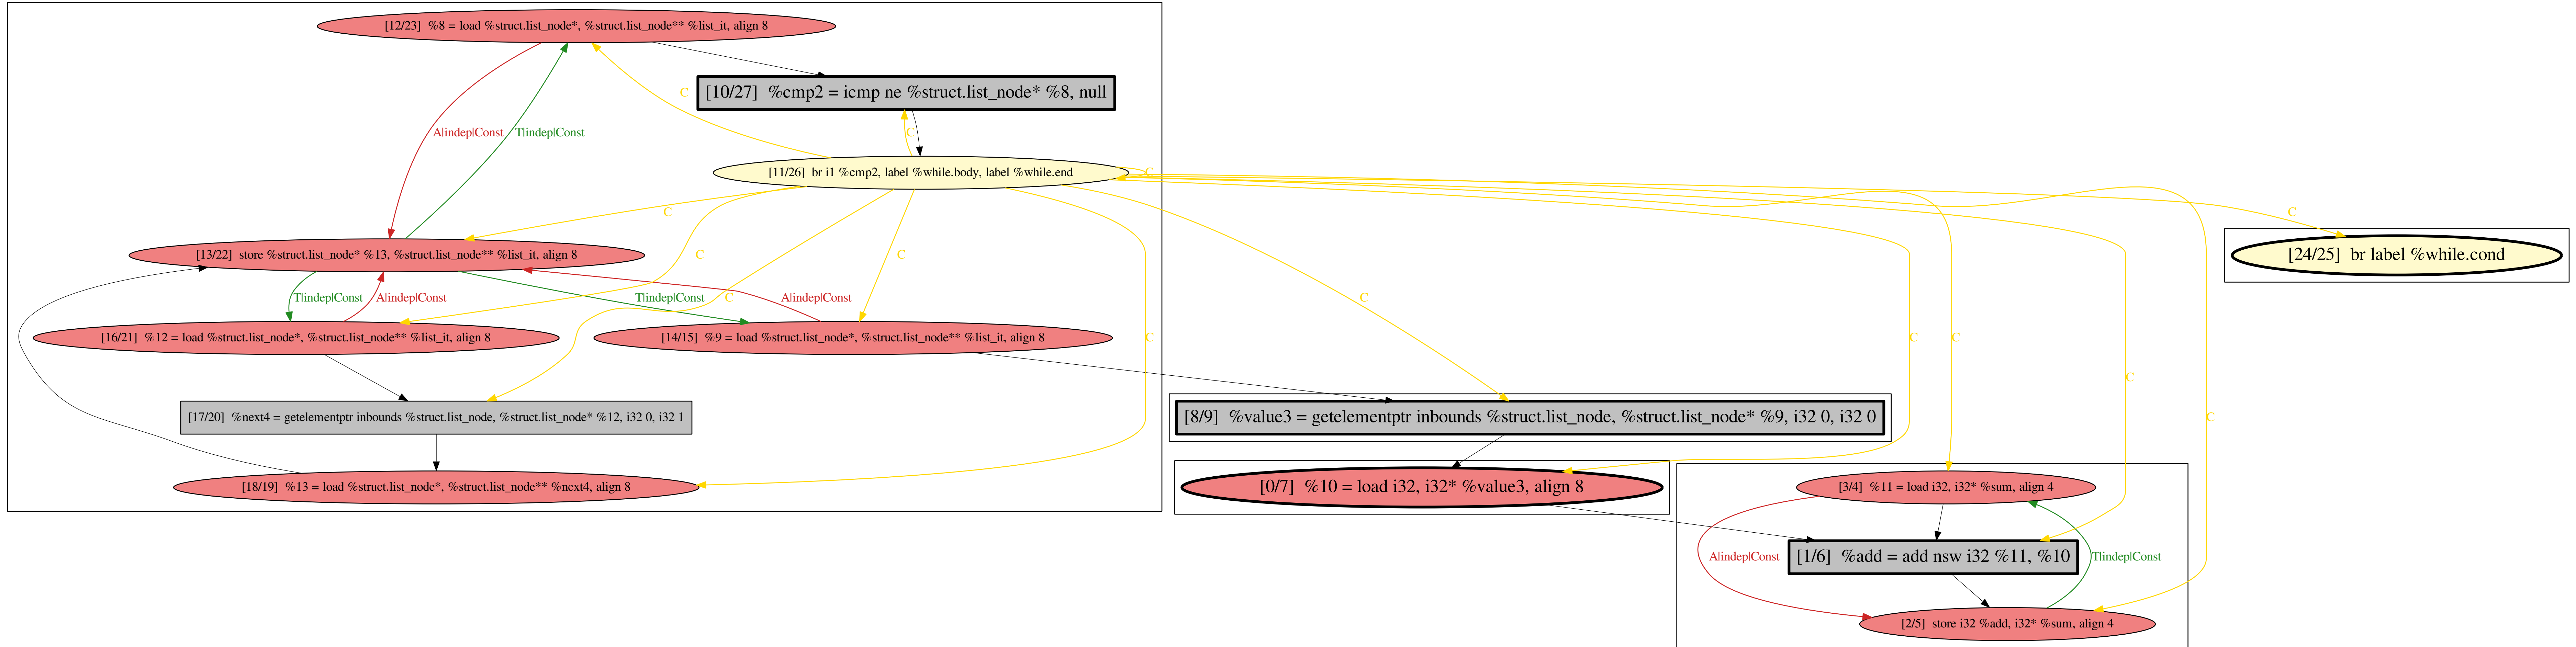 [12/23]  %8 = load %struct.list_node*, %struct.list_node** %list_it, align 8
C
[10/27]  %cmp2 = icmp ne %struct.list_node* %8, null
A|indep|Const
T|indep|Const
C
[11/26]  br i1 %cmp2, label %while.body, label %while.end
C
C
C
[13/22]  store %struct.list_node* %13, %struct.list_node** %list_it, align 8
C
C
[24/25]  br label %while.cond
T|indep|Const
A|indep|Const
T|indep|Const
C
A|indep|Const
C
[16/21]  %12 = load %struct.list_node*, %struct.list_node** %list_it, align 8
[14/15]  %9 = load %struct.list_node*, %struct.list_node** %list_it, align 8
C
C
C
C
[17/20]  %next4 = getelementptr inbounds %struct.list_node, %struct.list_node* %12, i32 0, i32 1
[8/9]  %value3 = getelementptr inbounds %struct.list_node, %struct.list_node* %9, i32 0, i32 0
C
[18/19]  %13 = load %struct.list_node*, %struct.list_node** %next4, align 8
[0/7]  %10 = load i32, i32* %value3, align 8
[3/4]  %11 = load i32, i32* %sum, align 4
A|indep|Const
[1/6]  %add = add nsw i32 %11, %10
T|indep|Const
[2/5]  store i32 %add, i32* %sum, align 4